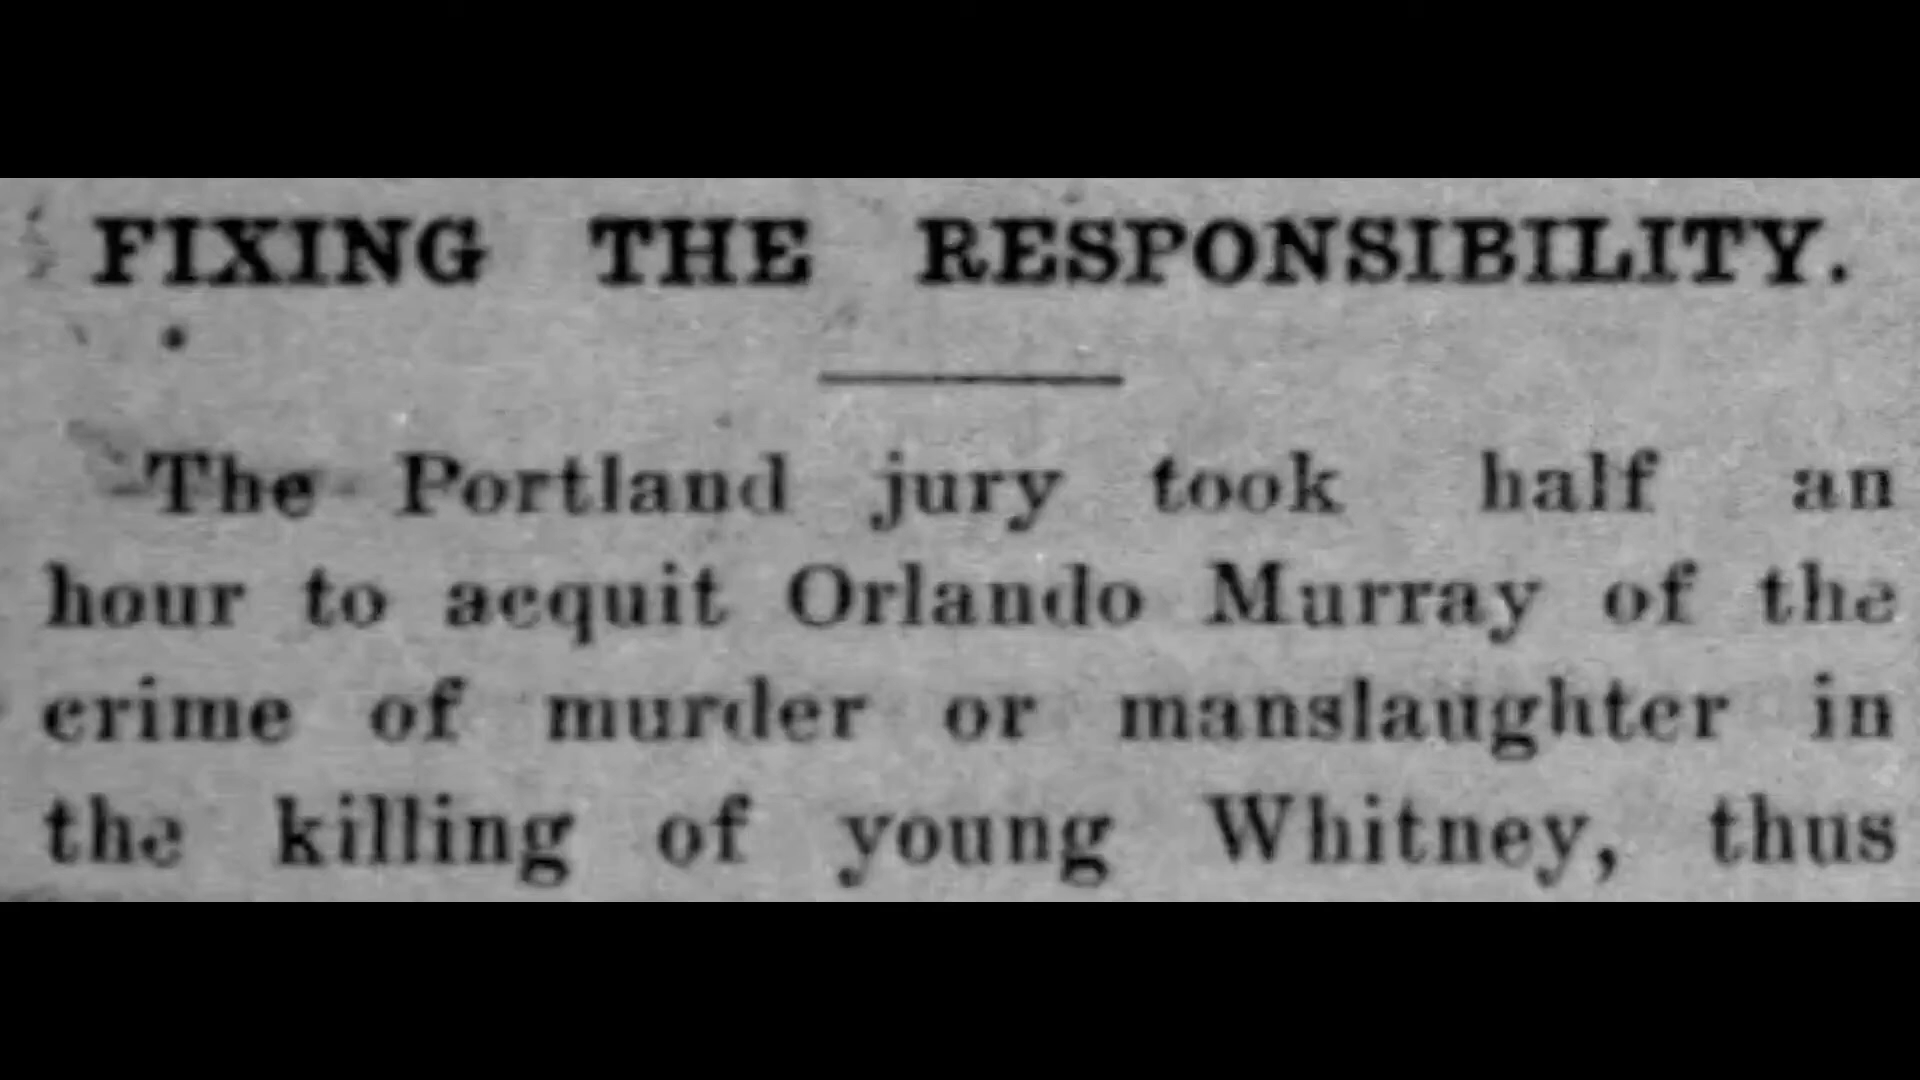 FIXING THE RESPONSIBILITY.
The Portland jury took half an
hour to acquit Orlando Murray of the
crime of murder or manslaughter in
the killing of young Whitney, thus